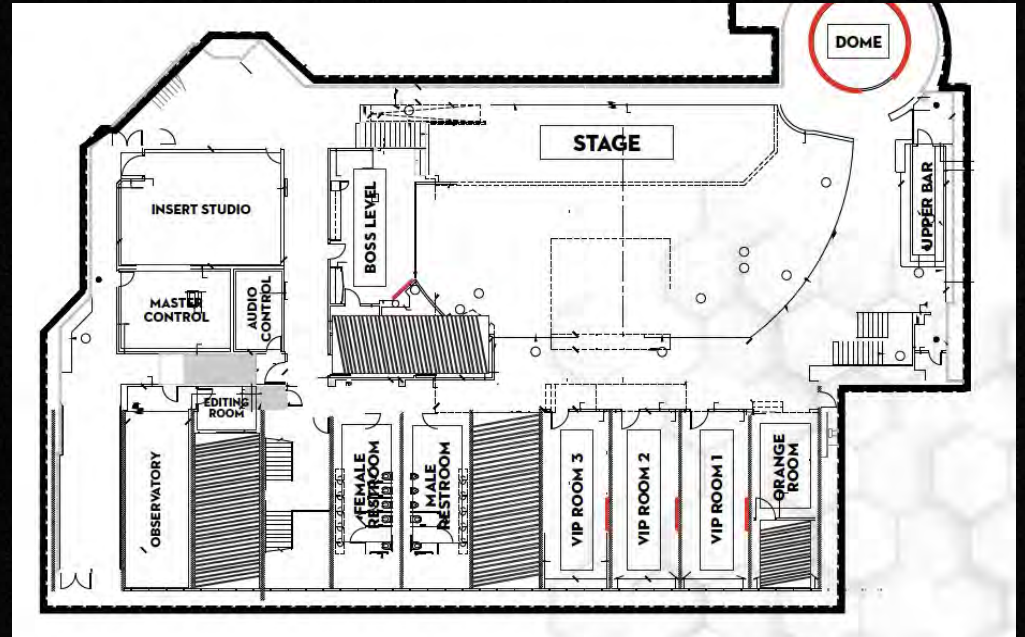 DOME
STAGE
UPPER BAR
BOSS LEVEL
INSERT STUDIO
MASTER
CONTROL
AUDIO
CONTROL
EDITING
ROOM
OBSERVATORY
FEMALE
RESTROOM
MALE
RESTROOM
VIP ROOM 3
VIP ROOM 2
VIP ROOM 1
ORANGE
ROOM